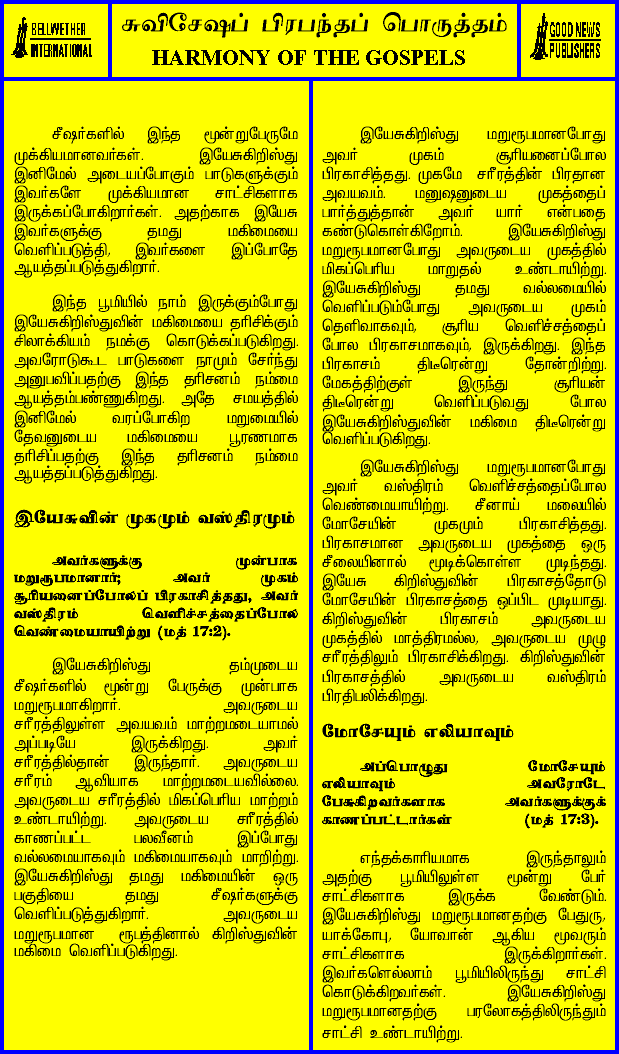 BELLWETHER
INTERNATIONAL
சுவிசேஷப் பிரபந்தப் பொருத்தம்
HARMONY OF THE GOSPELS
GOOD NEWS
PUBLISHERS
சீஷர்களில் இந்த மூன்றுபேருமே
முக்கியமானவர்கள். இயேசுகிறிஸ்து
இனிமேல் அடையப்போகும் பாடுகளுக்கும்
இவர்களே முக்கியமான சாட்சிகளாக
இருக்கப்போகிறார்கள். அதற்காக இயேசு
இவர்களுக்கு தமது மகிமையை
வெளிப்படுத்தி, இவர்களை இப்போதே
ஆயத்தப்படுத்துகிறார்.
இந்த பூமியில் நாம் இருக்கும்போது
இயேசுகிறிஸ்துவின் மகிமையை தரிசிக்கும்
சிலாக்கியம் நமக்கு கொடுக்கப்படுகிறது.
அவரோடுகூட பாடுகளை நாமும் சேர்ந்து
அனுபவிப்பதற்கு இந்த தரிசனம் நம்மை
ஆயத்தம்பண்ணுகிறது. அதே சமயத்தில்
இனிமேல் வரப்போகிற மறுமையில்
தேவனுடைய மகிமையை பூரணமாக
தரிசிப்பதற்கு இந்த தரிசனம் நம்மை
ஆயத்தப்படுத்துகிறது.
இயேசுவின் முகமும் வஸ்திரமும்
அவர்களுக்கு முன்பாக
மறுரூபமானார்; அவர் முகம்
சூரியனைப்போலப் பிரகாசித்தது, அவர்
வஸ்திரம் வெளிச்சத்தைப்போல
வெண்மையாயிற்று (மத் 17:2).
இயேசுகிறிஸ்து தம்முடைய
சீஷர்களில் மூன்று பேருக்கு முன்பாக
மறுரூபமாகிறார். அவருடைய
சரீரத்திலுள்ள அவயவம் மாற்றமடையாமல்
அப்படியே இருக்கிறது. அவர்
சரீரத்தில்தான் இருந்தார். அவருடைய
சரீரம் ஆவியாக மாற்றமடையவில்லை.
அவருடைய சரீரத்தில் மிகப்பெரிய மாற்றம்
உண்டாயிற்று. அவருடைய சரீரத்தில்
காணப்பட்ட பலவீனம் இப்போது
வல்லமையாகவும் மகிமையாகவும் மாறிற்று.
இயேசுகிறிஸ்து தமது மகிமையின் ஒரு
பகுதியை தமது சீஷர்களுக்கு
வெளிப்படுத்துகிறார். அவருடைய
மறுரூபமான ரூபத்தினால் கிறிஸ்துவின்
மகிமை வெளிப்படுகிறது.
இயேசுகிறிஸ்து மறுரூபமானபோது
அவர் முகம் சூரியனைப்போல
பிரகாசித்தது. முகமே சரீரத்தின் பிரதான
அவயவம். மனுஷனுடைய முகத்தைப்
பார்த்துத்தான் அவர் யார் என்பதை
கண்டுகொள்கிறோம். இயேசுகிறிஸ்து
மறுரூபமானபோது அவருடைய முகத்தில்
மிகப்பெரிய மாறுதல் உண்டாயிற்று.
இயேசுகிறிஸ்து தமது வல்லமையில்
வெளிப்படும்போது அவருடைய முகம்
தெளிவாகவும், சூரிய வெளிச்சத்தைப்
போல பிரகாசமாகவும், இருக்கிறது. இந்த
பிரகாசம் திடீரென்று தோன்றிற்று.
மேகத்திற்குள் இருந்து சூரியன்
திடீரென்று வெளிப்படுவது போல
இயேசுகிறிஸ்துவின் மகிமை திடீரென்று
வெளிப்படுகிறது.
இயேசுகிறிஸ்து மறுரூபமானபோது
அவர் வஸ்திரம் வெளிச்சத்தைப்போல
வெண்மையாயிற்று. சீனாய் மலையில்
மோசேயின் முகமும் பிரகாசித்தது.
பிரகாசமான அவருடைய முகத்தை ஒரு
சீலையினால் மூடிக்கொள்ள முடிந்தது.
இயேசு கிறிஸ்துவின் பிரகாசத்தோடு
மோசேயின் பிரகாசத்தை ஒப்பிட முடியாது.
கிறிஸ்துவின் பிரகாசம் அவருடைய
முகத்தில் மாத்திரமல்ல, அவருடைய முழு
சரீரத்திலும் பிரகாசிக்கிறது. கிறிஸ்துவின்
பிரகாசத்தில் அவருடைய வஸ்திரம்
பிரதிபலிக்கிறது.
மோசேயும் எலியாவும்
அப்பொழுது மோசேயும்
எலியாவும் அவரோடே
பேசுகிறவர்களாக அவர்களுக்குக்
காணப்பட்டார்கள் (மத் 17:3).
எந்தக்காரியமாக இருந்தாலும்
அதற்கு பூமியிலுள்ள மூன்று பேர்
சாட்சிகளாக இருக்க வேண்டும்.
இயேசுகிறிஸ்து மறுரூபமானதற்கு பேதுரு,
யாக்கோபு, யோவான் ஆகிய மூவரும்
சாட்சிகளாக இருக்கிறார்கள்.
இவர்களெல்லாம் பூமியிலிருந்து சாட்சி
கொடுக்கிறவர்கள். இயேசுகிறிஸ்து
மறுரூபமானதற்கு பரலோகத்திலிருந்தும்
சாட்சி உண்டாயிற்று.